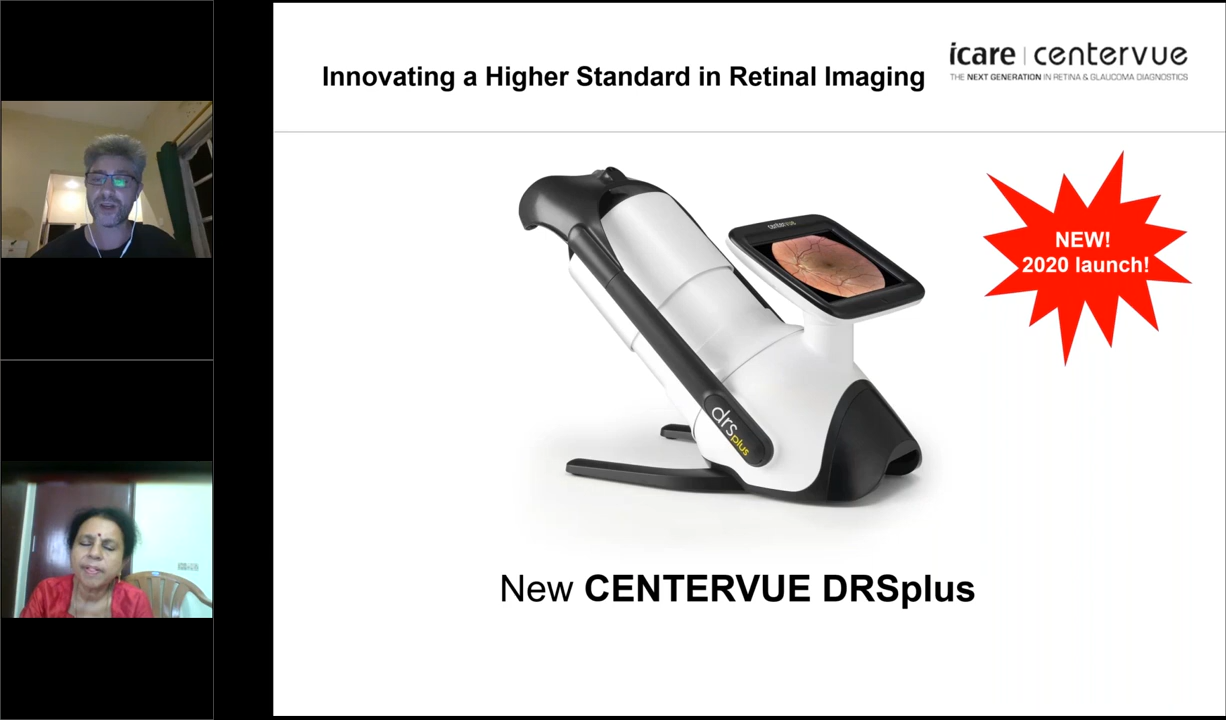 Innovating a Higher Standard in Retinal Imaging
icare | centervue
THE NEXT GENERATION IN RETINA & GLAUCOMA DIAGNOSTICS
NEW!
2020 launch!
centervue
drs
plus
New CENTERVUE DRSplus